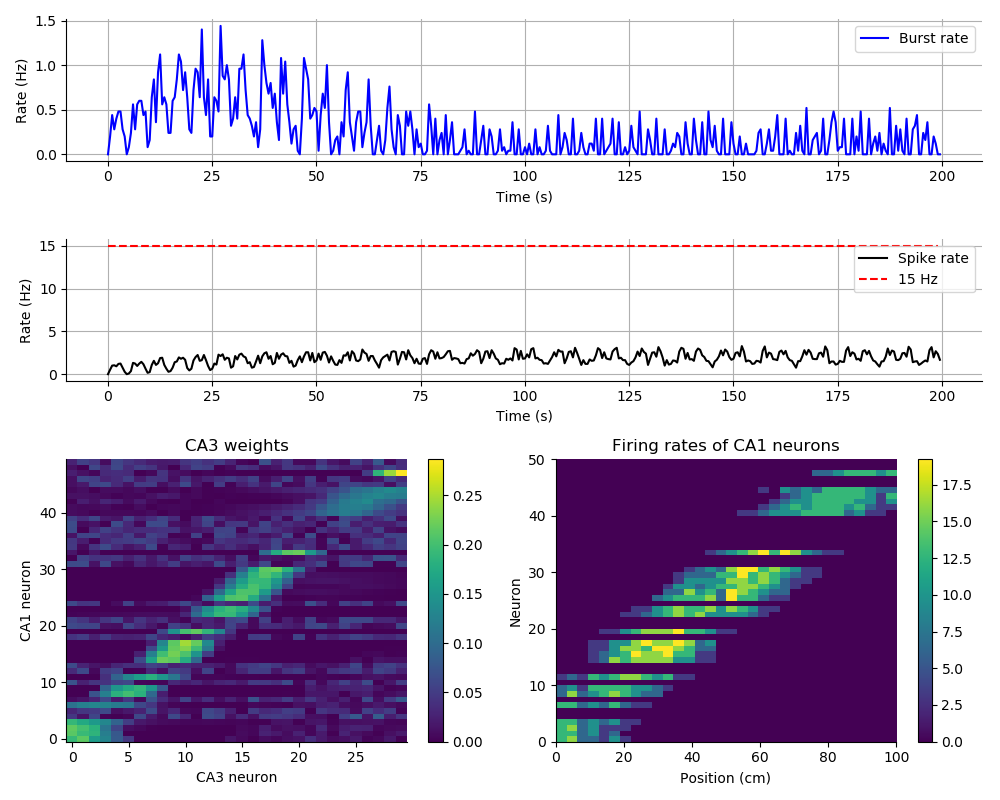 1.5
1.0
0.5
0.0
Rate (Hz)
Burst rate
0 25 50 75 100 125 150 175 200
Time (s)
15
10
5
0
Rate (Hz)
Spike rate
15 Hz
0 25 50 75 100 125 150 175 200
Time (s)
CA3 weights
40
30
20
10
0
CA1 neuron
0 5 10 15 20 25
CA3 neuron
0.25
0.20
0.15
0.10
0.05
0.00
Firing rates of CA1 neurons
50
40
30
20
10
0
Neuron
0 20 40 60 80 100
Position (cm)
17.5
15.0
12.5
10.0
7.5
5.0
2.5
0.0